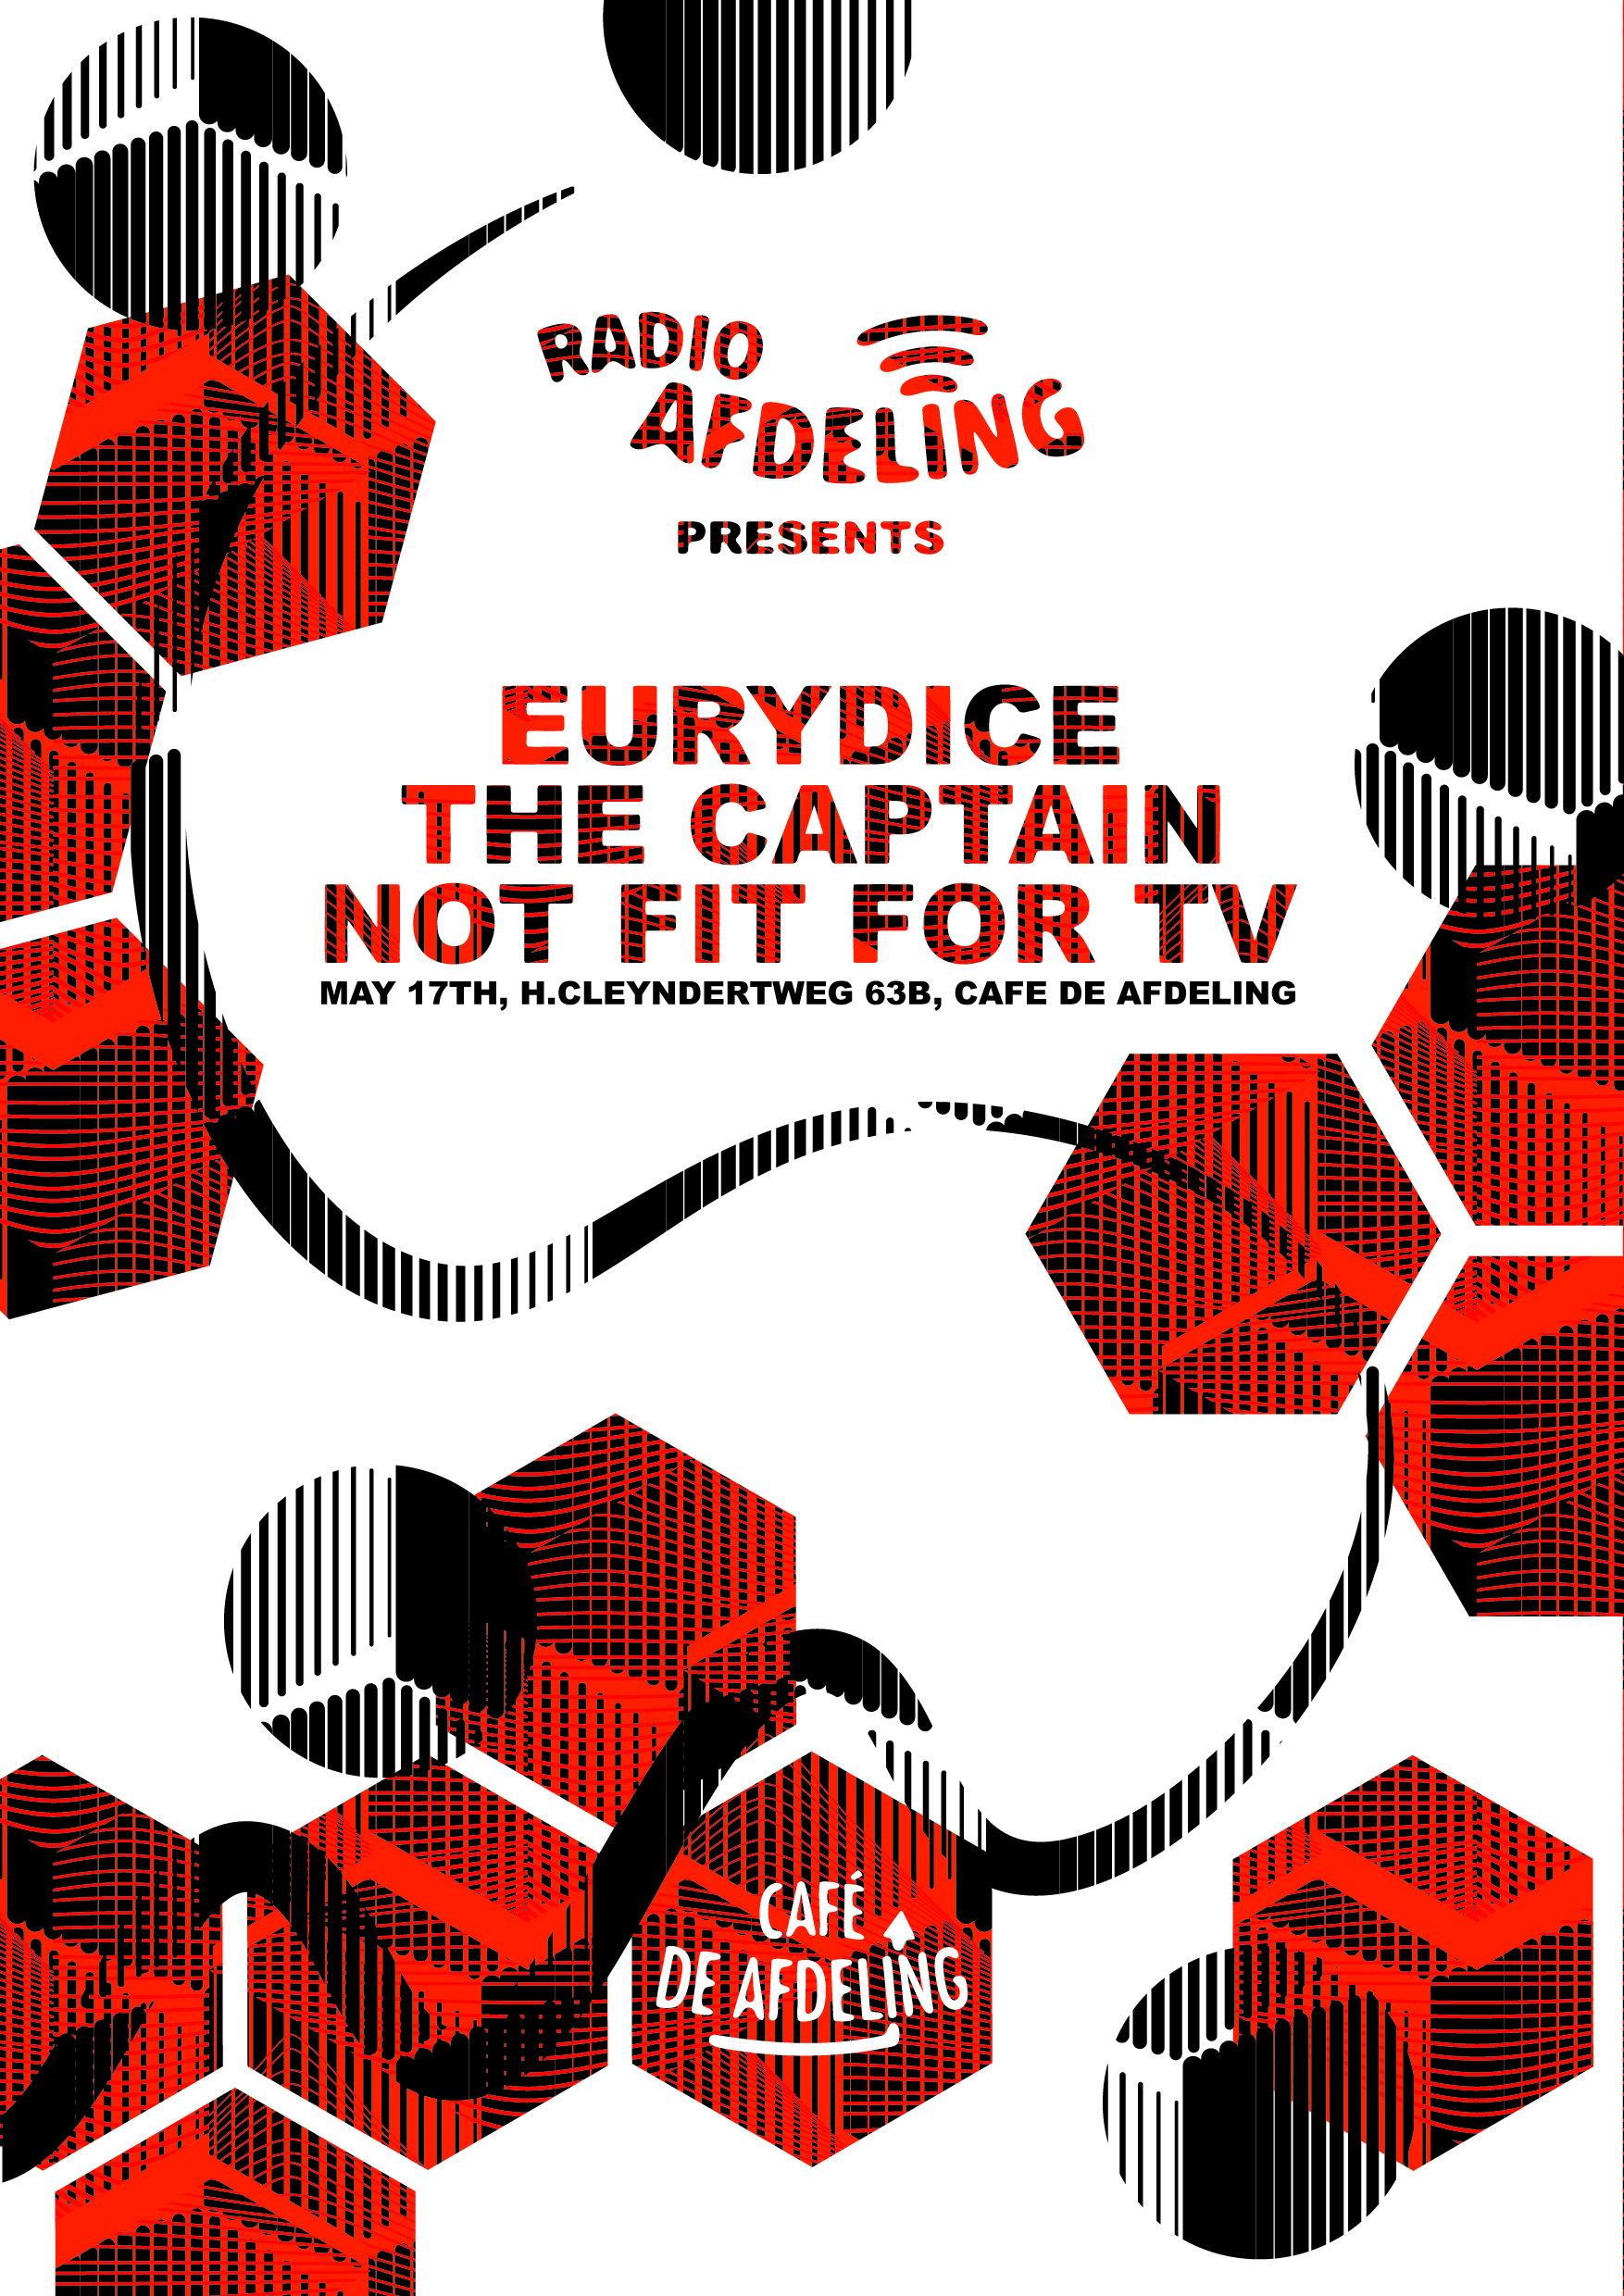 RADIO
AFDELING
PRESENTS
EURYDICE
THE CAPTAIN
NOT FIT FOR TV
MAY 17TH, H.CLEYNDERTWEG 63B, CAFE DE AFDELING
CAFÉ
DE AFDELING